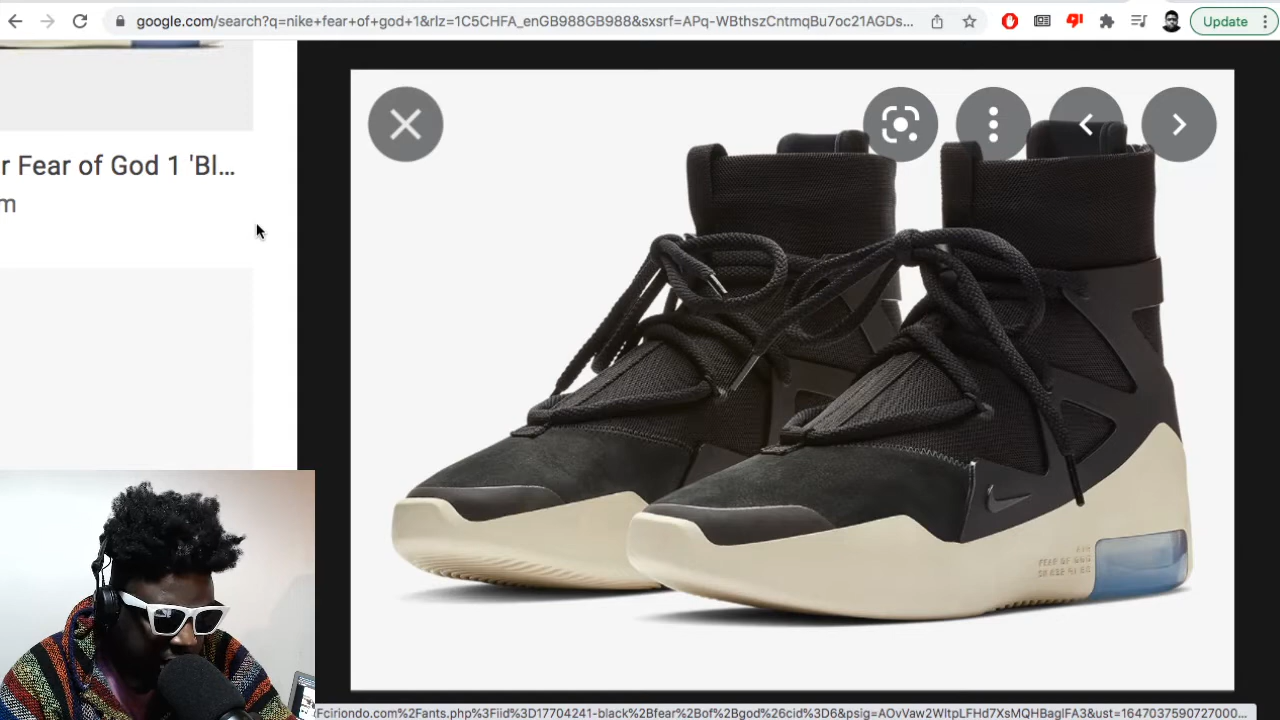 google.com/search?q=nike+fear+of+god+1&rlz=1C5CHFA_enGB988GB988&sxsrf=APq-WBthszCntmqBu7oc21AGDs...
Update
r Fear of God 1 'Bl...
m
FEAR OF GOD
Fciriondo.com%2Fants.php%3Fiid%3D17704241-black%2Bfear%2Bof%2Bgod%26cid%3D6&psig=AOvVaw2WltpLFHd7XsMQHBaglFA3&ust=1647037590727000...